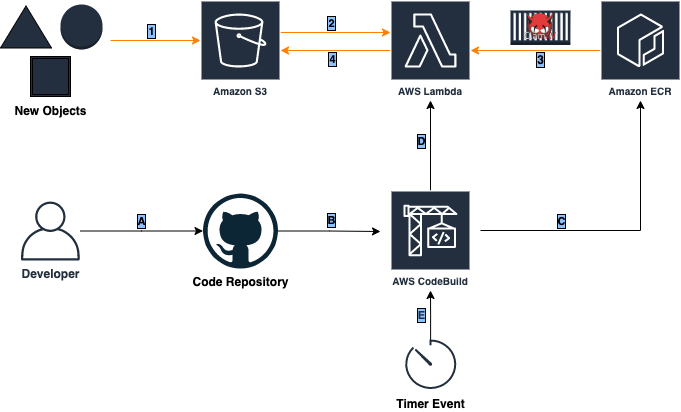 1
2
4
3
New Objects
Amazon S3
AWS Lambda
Amazon ECR
D
A
B
C
Developer
Code Repository
AWS CodeBuild
</>
E
Timer Event